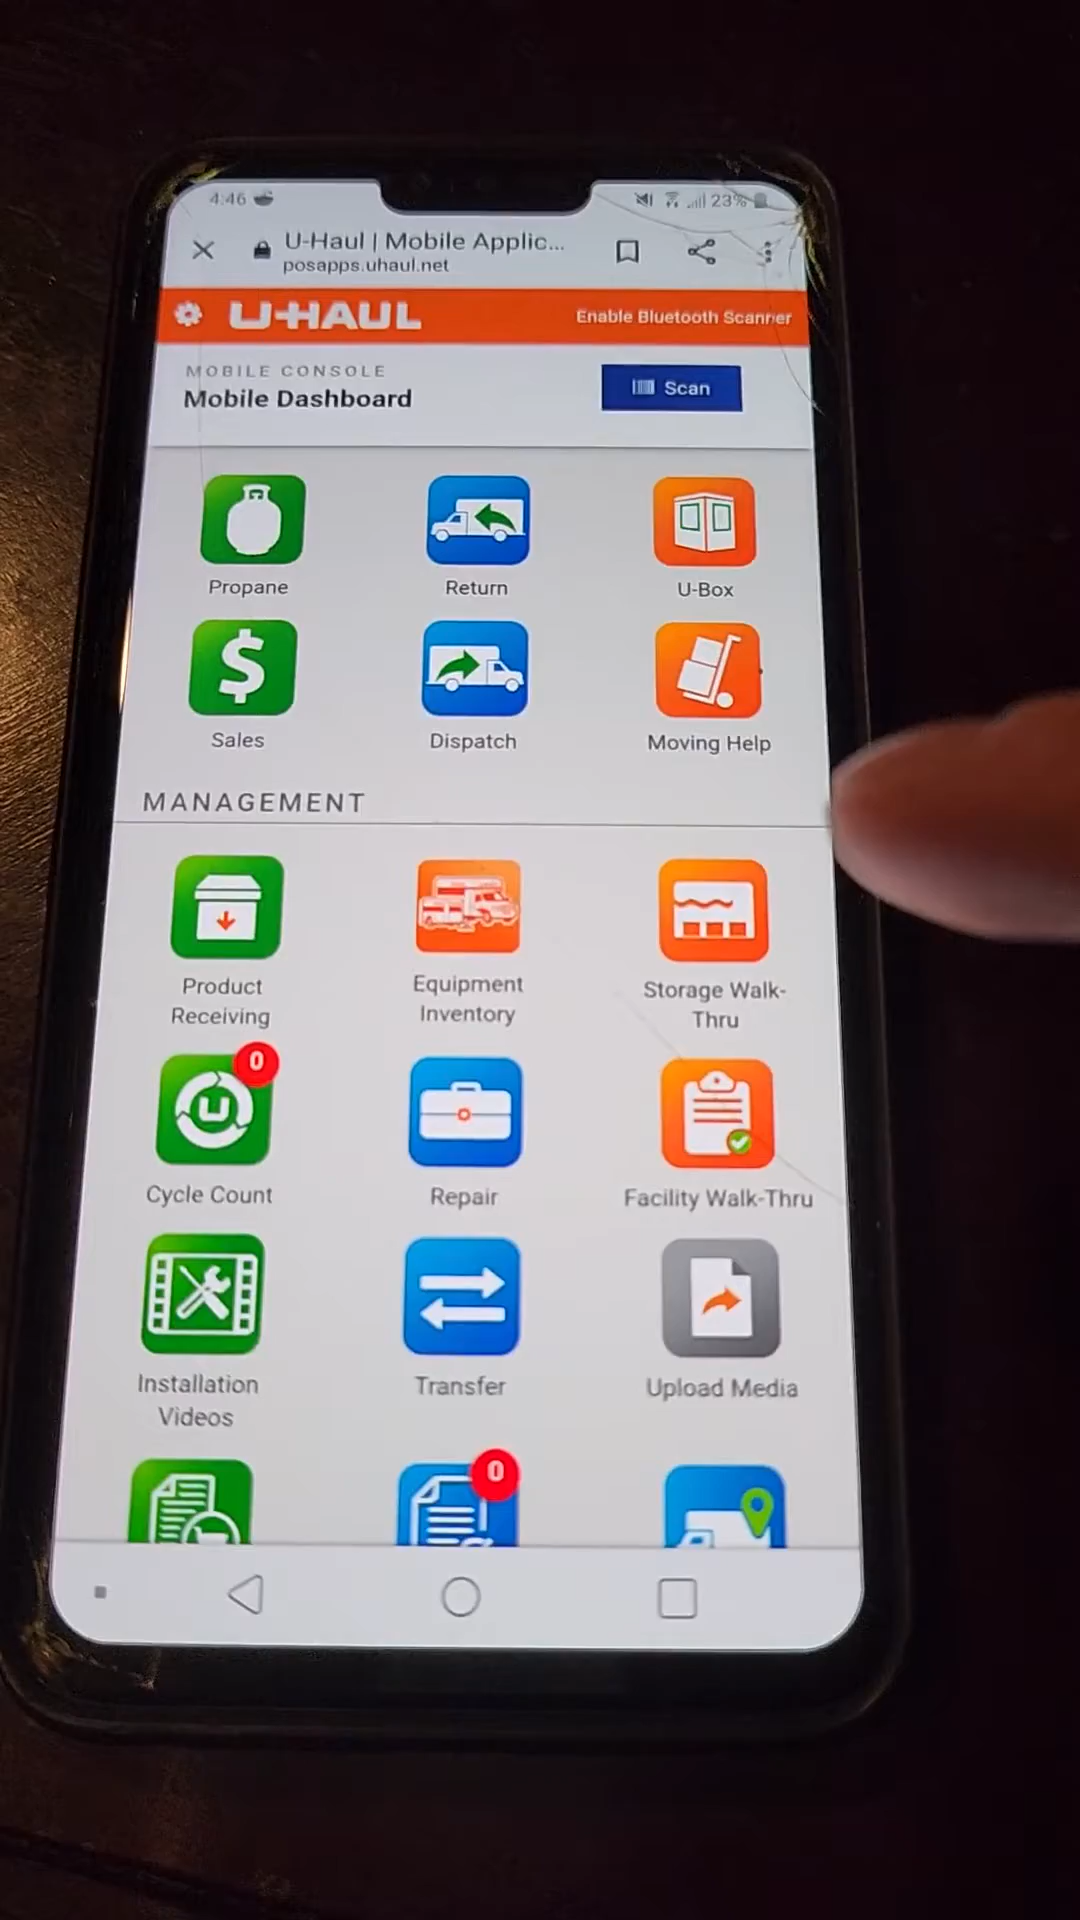 4:46 23%
U-Haul | Mobile Applic...
posapps.uhaul.net
U-HAUL Enable Bluetooth Scanner
MOBILE CONSOLE
Mobile Dashboard
Scan
Propane Return U-Box
$
Sales Dispatch Moving Help
MANAGEMENT
Product Receiving
Equipment Inventory
Storage Walk-Thru
0
U
Cycle Count Repair Facility Walk-Thru
Installation Videos
Transfer Upload Media
0